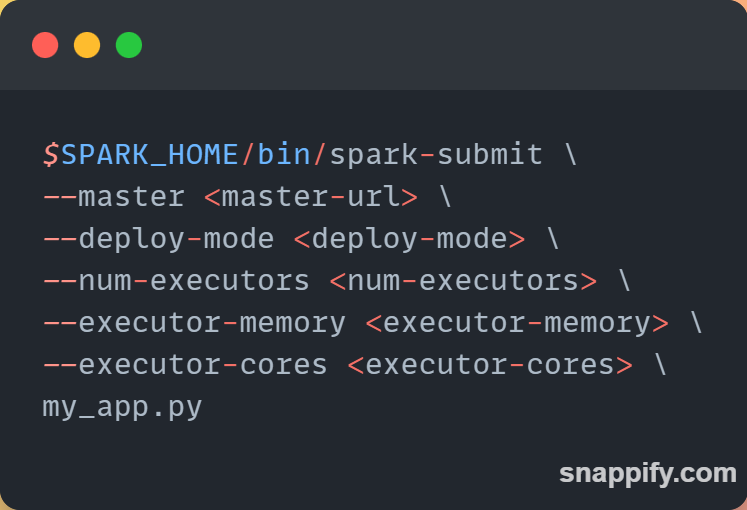 $SPARK_HOME/bin/spark-submit \
--master <master-url> \
--deploy-mode <deploy-mode> \
--num-executors <num-executors> \
--executor-memory <executor-memory> \
--executor-cores <executor-cores> \
my_app.py
snappify.com